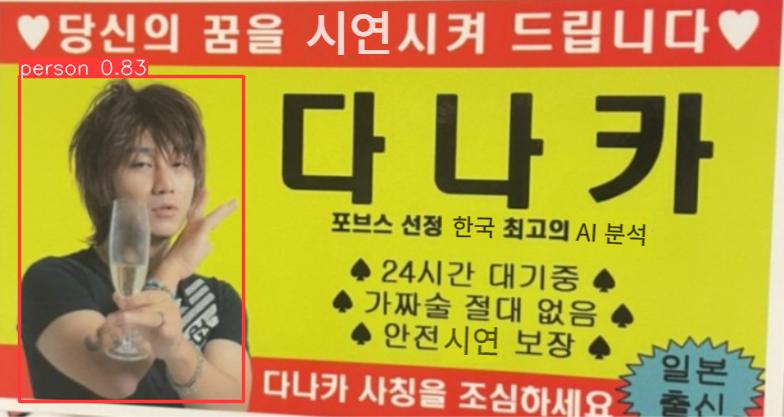 ♥당신의 꿈을 시연시켜 드립니다♥
person 0.83
다나카
포브스 선정 한국 최고의 AI 분석
♠ 24시간 대기중 ♠
♠ 가짜술 절대 없음 ♠
♠ 안전시연 보장 ♠
다나카 사칭을 조심하세요
일본
출신